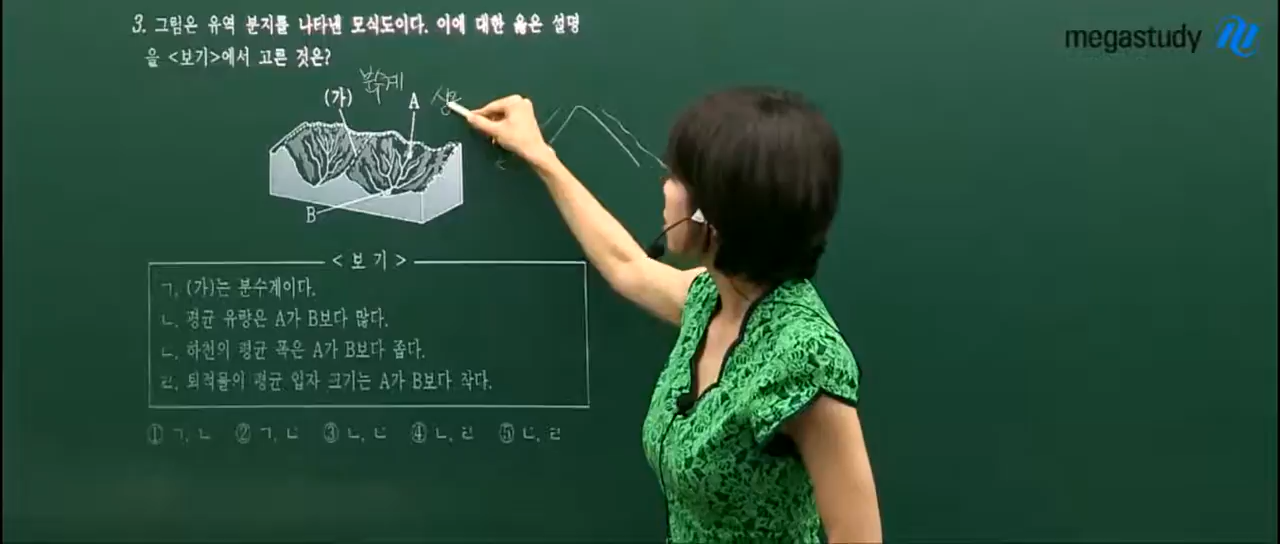 3. 그림은 유역 분지를 나타낸 모식도이다. 이에 대한 옳은 설명
을 <보기>에서 고른 것은?
megastudy
분수계
(가)
A
상
B
<보 기>
ㄱ. (가)는 분수계이다.
ㄴ. 평균 유량은 A가 B보다 많다.
ㄷ. 하천의 평균 폭은 A가 B보다 좁다.
ㄹ. 퇴적물의 평균 입자 크기는 A가 B보다 작다.
① ㄱ, ㄴ ② ㄱ, ㄷ ③ ㄴ, ㄷ ④ ㄴ, ㄹ ⑤ ㄷ, ㄹ